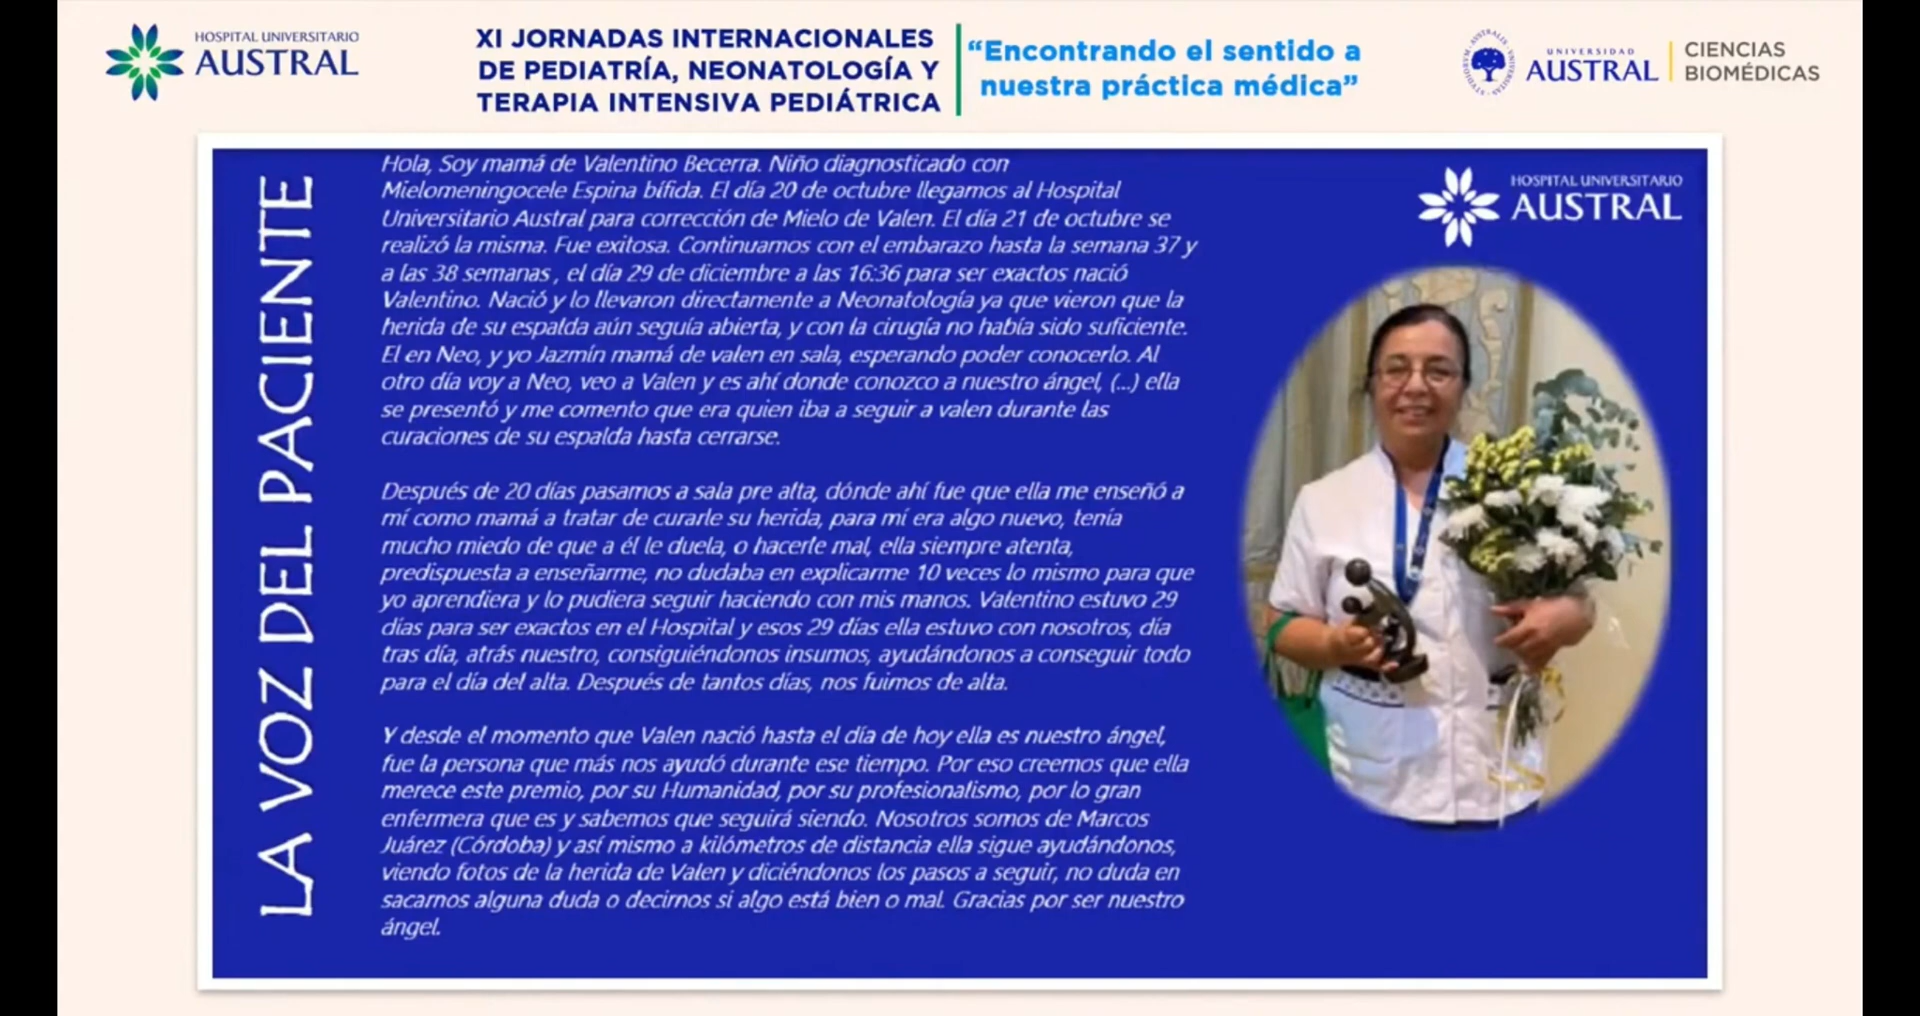 HOSPITAL UNIVERSITARIO
AUSTRAL
XI JORNADAS INTERNACIONALES
DE PEDIATRÍA, NEONATOLOGÍA Y
TERAPIA INTENSIVA PEDIÁTRICA
“Encontrando el sentido a
nuestra práctica médica”
UNIVERSIDAD
AUSTRAL
CIENCIAS
BIOMÉDICAS
LA VOZ DEL PACIENTE
Hola, Soy mamá de Valentino Becerra. Niño diagnosticado con
Mielomeningocele Espina bífida. El día 20 de octubre llegamos al Hospital
Universitario Austral para corrección de Mielo de Valen. El día 21 de octubre se
realizó la misma. Fue exitosa. Continuamos con el embarazo hasta la semana 37 y
a las 38 semanas , el día 29 de diciembre a las 16:36 para ser exactos nació
Valentino. Nació y lo llevaron directamente a Neonatología ya que vieron que la
herida de su espalda aún seguía abierta, y con la cirugía no había sido suficiente.
El en Neo, y yo Jazmín mamá de valen en sala, esperando poder conocerlo. Al
otro día voy a Neo, veo a Valen y es ahí donde conozco a nuestro ángel, (...) ella
se presentó y me comento que era quien iba a seguir a valen durante las
curaciones de su espalda hasta cerrarse.
Después de 20 días pasamos a sala pre alta, dónde ahí fue que ella me enseñó a
mí como mamá a tratar de curarle su herida, para mí era algo nuevo, tenía
mucho miedo de que a él le duela, o hacerle mal, ella siempre atenta,
predispuesta a enseñarme, no dudaba en explicarme 10 veces lo mismo para que
yo aprendiera y lo pudiera seguir haciendo con mis manos. Valentino estuvo 29
días para ser exactos en el Hospital y esos 29 días ella estuvo con nosotros, día
tras día, atrás nuestro, consiguiéndonos insumos, ayudándonos a conseguir todo
para el día del alta. Después de tantos días, nos fuimos de alta.
Y desde el momento que Valen nació hasta el día de hoy ella es nuestro ángel,
fue la persona que más nos ayudó durante ese tiempo. Por eso creemos que ella
merece este premio, por su Humanidad, por su profesionalismo, por lo gran
enfermera que es y sabemos que seguirá siendo. Nosotros somos de Marcos
Juárez (Córdoba) y así mismo a kilómetros de distancia ella sigue ayudándonos,
viendo fotos de la herida de Valen y diciéndonos los pasos a seguir, no duda en
sacarnos alguna duda o decirnos si algo está bien o mal. Gracias por ser nuestro
ángel.
HOSPITAL UNIVERSITARIO
AUSTRAL